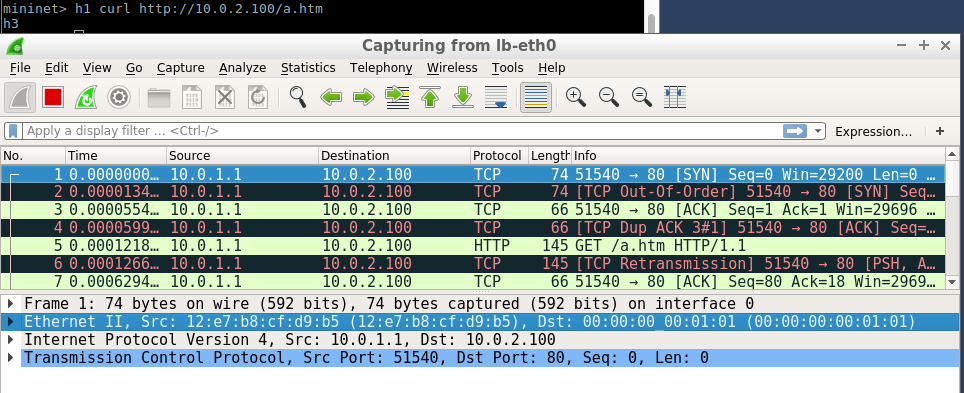 mininet> h1 curl http://10.0.2.100/a.htm
h3
Capturing from lb-eth0
File Edit View Go Capture Analyze Statistics Telephony Wireless Tools Help
Apply a display filter ... <Ctrl-/> Expression... +
No. Time Source Destination Protocol Length Info
1 0.0000000... 10.0.1.1 10.0.2.100 TCP 74 51540 → 80 [SYN] Seq=0 Win=29200 Len=0 ...
2 0.0000134... 10.0.1.1 10.0.2.100 TCP 74 [TCP Out-Of-Order] 51540 → 80 [SYN] Seq...
3 0.0000554... 10.0.1.1 10.0.2.100 TCP 66 51540 → 80 [ACK] Seq=1 Ack=1 Win=29696 ...
4 0.0000599... 10.0.1.1 10.0.2.100 TCP 66 [TCP Dup ACK 3#1] 51540 → 80 [ACK] Seq=...
5 0.0001218... 10.0.1.1 10.0.2.100 HTTP 145 GET /a.htm HTTP/1.1
6 0.0001266... 10.0.1.1 10.0.2.100 TCP 145 [TCP Retransmission] 51540 → 80 [PSH, A...
7 0.0006294... 10.0.1.1 10.0.2.100 TCP 66 51540 → 80 [ACK] Seq=80 Ack=18 Win=2969...
Frame 1: 74 bytes on wire (592 bits), 74 bytes captured (592 bits) on interface 0
Ethernet II, Src: 12:e7:b8:cf:d9:b5 (12:e7:b8:cf:d9:b5), Dst: 00:00:00_00:01:01 (00:00:00:00:01:01)
Internet Protocol Version 4, Src: 10.0.1.1, Dst: 10.0.2.100
Transmission Control Protocol, Src Port: 51540, Dst Port: 80, Seq: 0, Len: 0